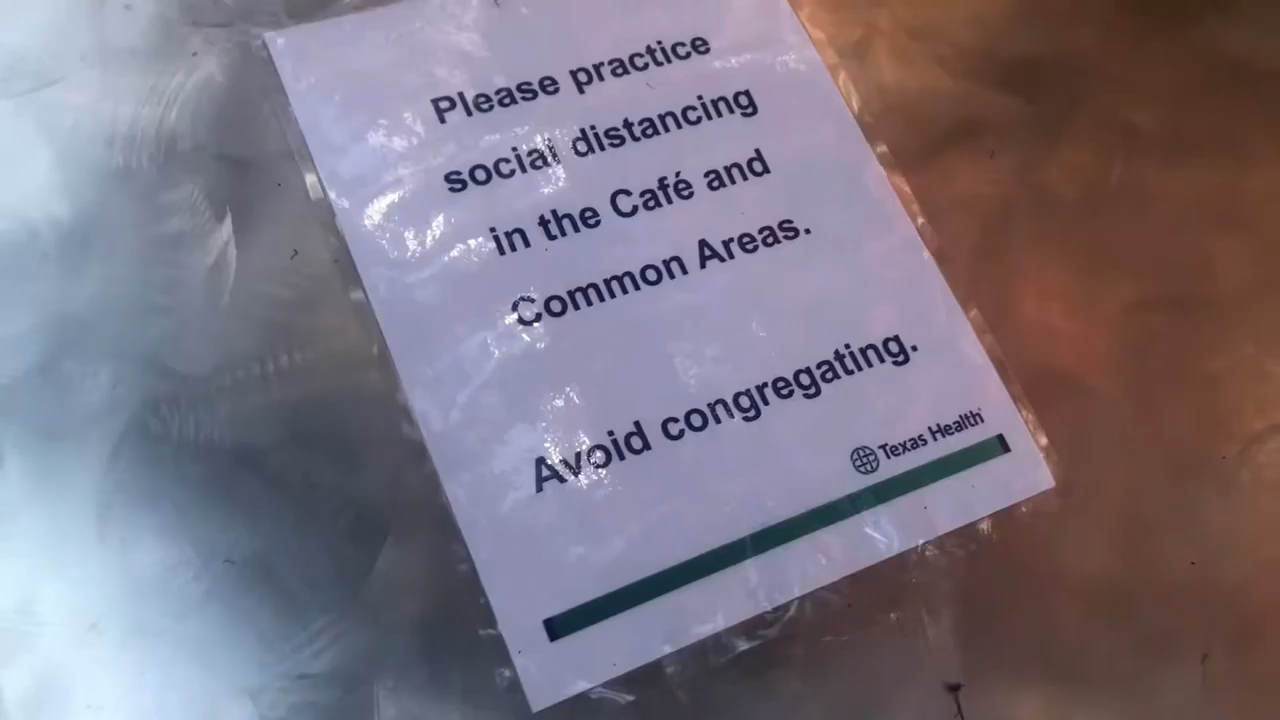 Please practice
social distancing
in the Café and
Common Areas.
Avoid congregating.
Texas Health